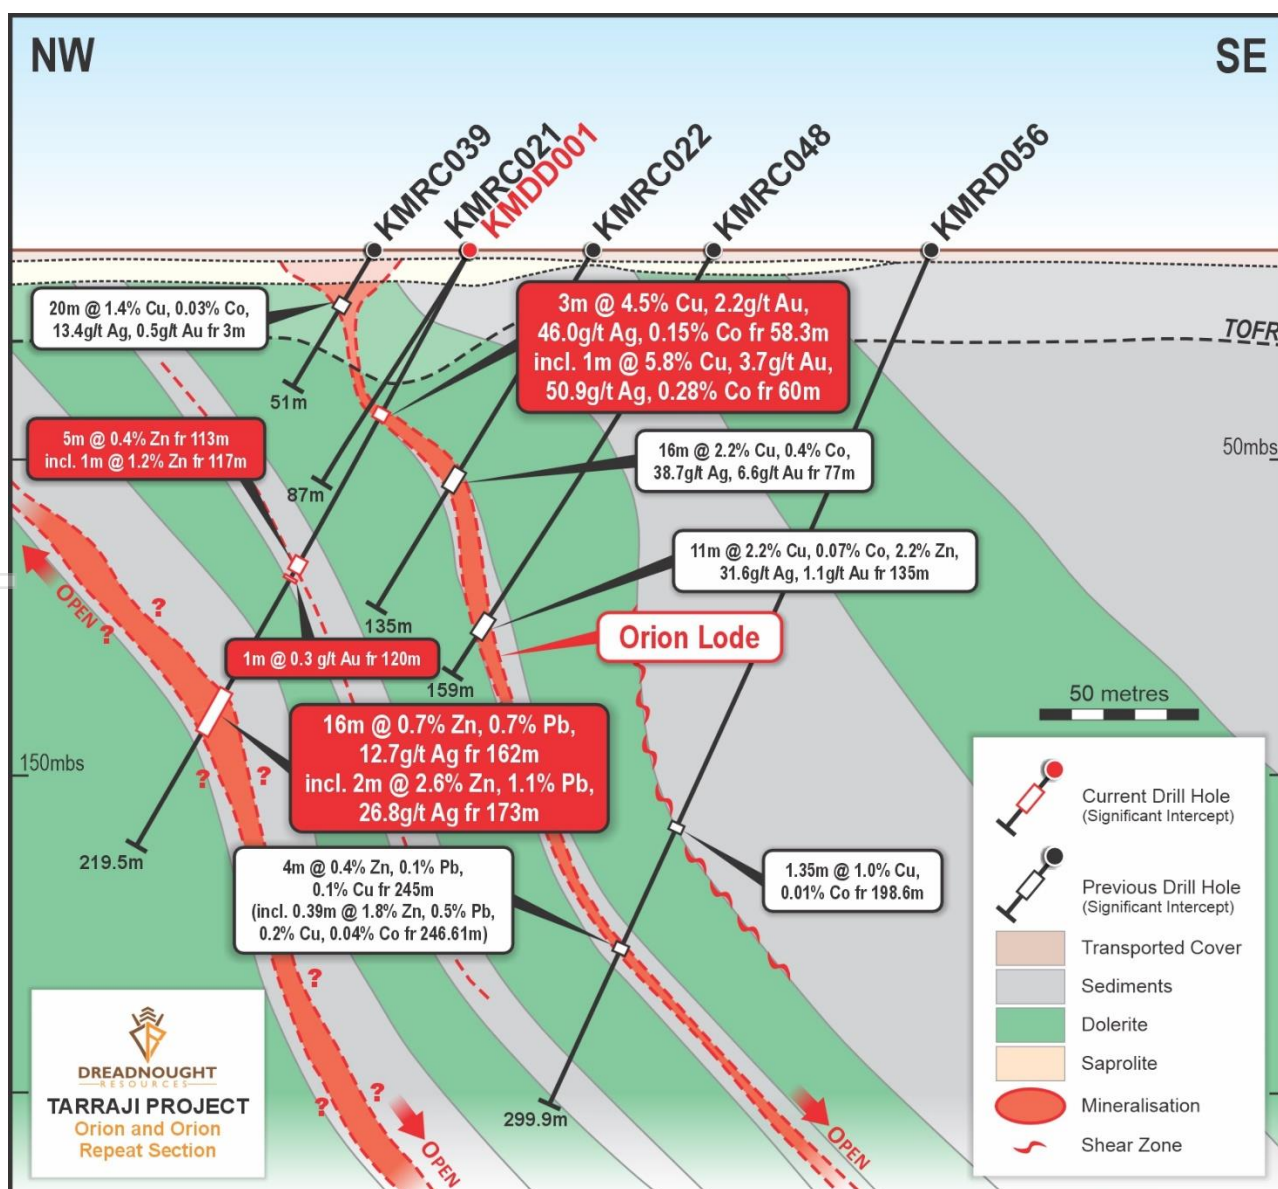 NW
SE
KMRC039
KMRC021
KMDD001
KMRC022
KMRC048
KMRD056
20m @ 1.4% Cu, 0.03% Co,
13.4g/t Ag, 0.5g/t Au fr 3m
3m @ 4.5% Cu, 2.2g/t Au,
46.0g/t Ag, 0.15% Co fr 58.3m
incl. 1m @ 5.8% Cu, 3.7g/t Au,
50.9g/t Ag, 0.28% Co fr 60m
TOFR
51m
5m @ 0.4% Zn fr 113m
incl. 1m @ 1.2% Zn fr 117m
16m @ 2.2% Cu, 0.4% Co,
38.7g/t Ag, 6.6g/t Au fr 77m
50mbs
87m
11m @ 2.2% Cu, 0.07% Co, 2.2% Zn,
31.6g/t Ag, 1.1g/t Au fr 135m
OPEN
?
?
135m
Orion Lode
1m @ 0.3 g/t Au fr 120m
159m
50 metres
16m @ 0.7% Zn, 0.7% Pb,
12.7g/t Ag fr 162m
incl. 2m @ 2.6% Zn, 1.1% Pb,
26.8g/t Ag fr 173m
150mbs
?
?
219.5m
4m @ 0.4% Zn, 0.1% Pb,
0.1% Cu fr 245m
(incl. 0.39m @ 1.8% Zn, 0.5% Pb,
0.2% Cu, 0.04% Co fr 246.61m)
1.35m @ 1.0% Cu,
0.01% Co fr 198.6m
?
?
?
?
299.9m
OPEN
OPEN
Current Drill Hole
(Significant Intercept)
Previous Drill Hole
(Significant Intercept)
Transported Cover
Sediments
Dolerite
Saprolite
Mineralisation
Shear Zone
DREADNOUGHT
RESOURCES
TARRAJI PROJECT
Orion and Orion
Repeat Section